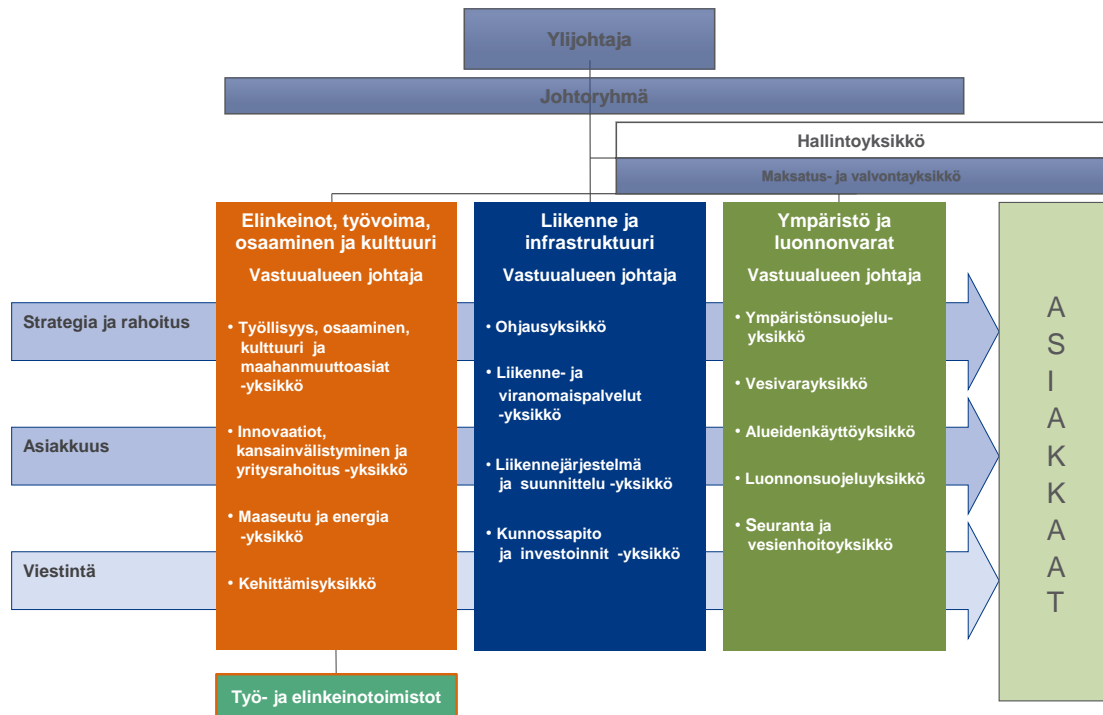 Ylijohtaja
Johtoryhmä
Hallintoyksikkö
Maksatus- ja valvontayksikkö
Strategia ja rahoitus
Asiakkuus
Viestintä
Elinkeinot, työvoima,
osaaminen ja kulttuuri
Vastuualueen johtaja
• Työllisyys, osaaminen,
kulttuuri ja
maahanmuuttoasiat
-yksikkö
• Innovaatiot,
kansainvälistyminen ja
yritysrahoitus -yksikkö
• Maaseutu ja energia
-yksikkö
• Kehittämisyksikkö
Työ- ja elinkeinotoimistot
Liikenne ja
infrastruktuuri
Vastuualueen johtaja
• Ohjausyksikkö
• Liikenne- ja
viranomaispalvelut
-yksikkö
• Liikennejärjestelmä
ja suunnittelu -yksikkö
• Kunnossapito
ja investoinnit -yksikkö
Ympäristö ja
luonnonvarat
Vastuualueen johtaja
• Ympäristönsuojelu-
yksikkö
• Vesivarayksikkö
• Alueidenkäyttöyksikkö
• Luonnonsuojeluyksikkö
• Seuranta ja
vesienhoitoyksikkö
A
S
I
A
K
K
A
A
T